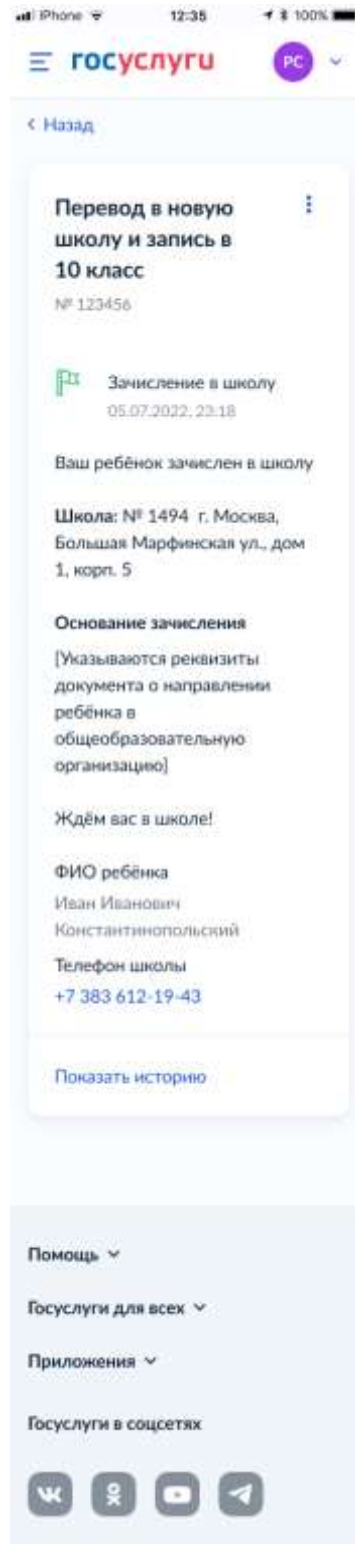 iPhone 12:35 100%
госуслуги РС
Назад
Перевод в новую
школу и запись в
10 класс
№ 123456
Зачисление в школу
05.07.2022, 23:18
Ваш ребёнок зачислен в школу
Школа: № 1494 г. Москва,
Большая Марфинская ул., дом
1, корп. 5
Основание зачисления
[Указываются реквизиты
документа о направлении
ребёнка в
общеобразовательную
организацию]
Ждём вас в школе!
ФИО ребёнка
Иван Иванович
Константинопольский
Телефон школы
+7 383 612-19-43
Показать историю
Помощь
Госуслуги для всех
Приложения
Госуслуги в соцсетях